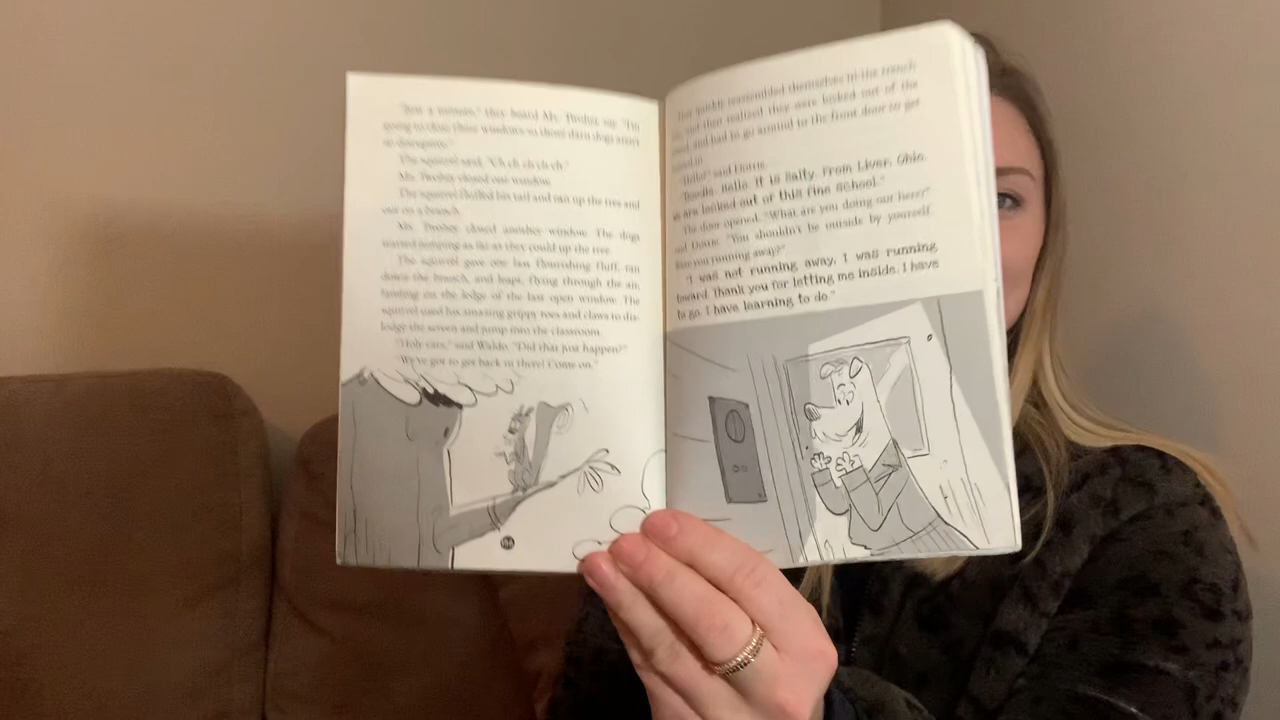 "Just a minute," they heard Ms. Twohey say. "I'm
going to close these windows so those darn dogs aren't
so disruptive."
The squirrel said, "Ch ch ch ch ch."
Ms. Twohey closed one window.
The squirrel fluffed his tail and ran up the tree and
out on a branch.
Ms. Twohey closed another window. The dogs
started jumping as far as they could up the tree.
The squirrel gave one last flourishing fluff, ran
down the branch, and leapt, flying through the air,
landing on the ledge of the last open window. The
squirrel used his amazing grippy toes and claws to dis-
lodge the screen and jump into the classroom.
"Holy cats," said Waldo. "Did that just happen?"
"We've got to get back in there! Come on."
They quickly reassembled themselves in the trench
and then realized they were locked out of the
and had to go around to the front door to get
in.
"Hello?" said Dottie.
"Doodle. Hello. It is Salty. From Liver, Ohio.
We are locked out of this fine school."
The door opened. "What are you doing out here?"
said Dottie. "You shouldn't be outside by yourself.
Were you running away?"
"I was not running away. I was running
toward. Thank you for letting me inside. I have
to go. I have learning to do."